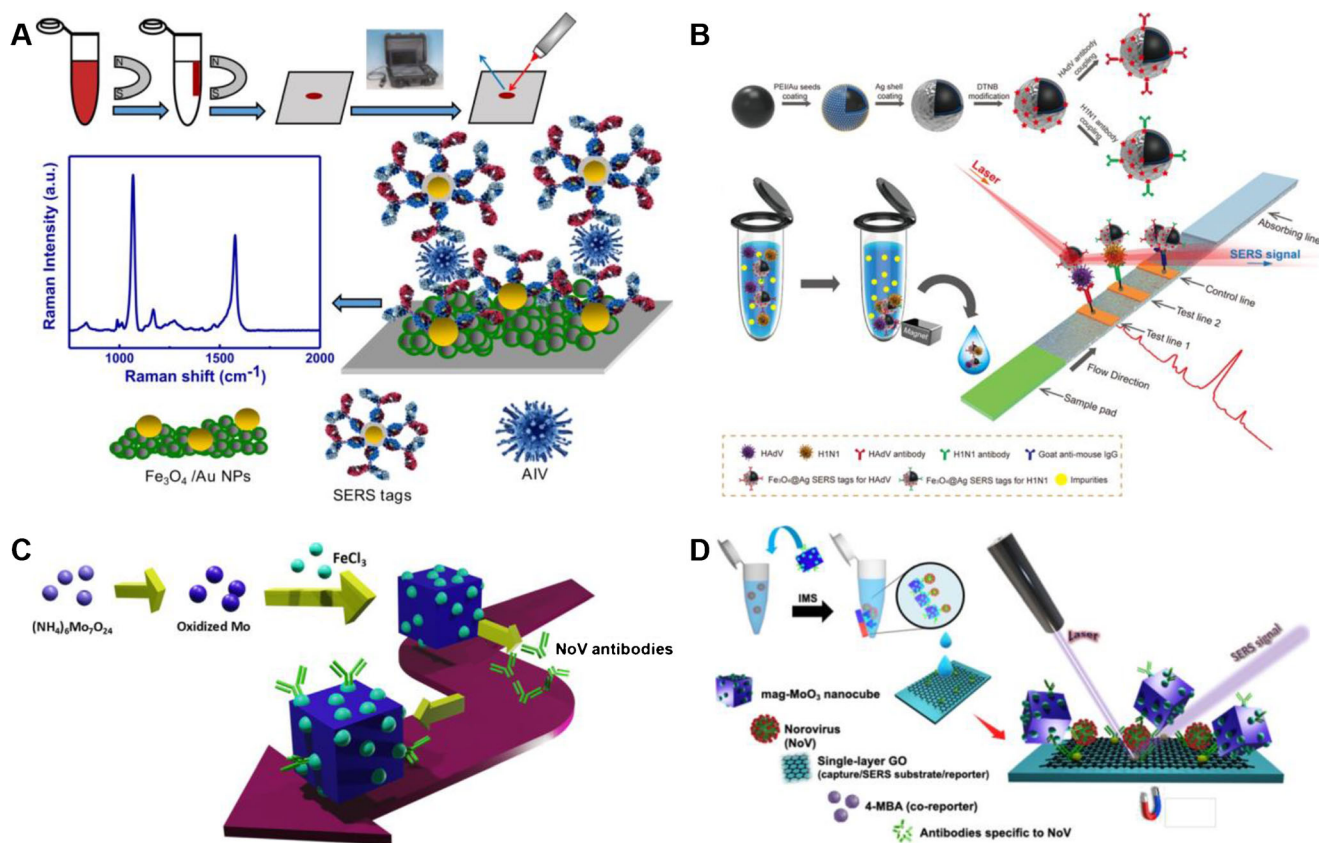 A
N
S
N
S
Raman Intensity (a.u.)
1000
1500
2000
Raman shift (cm⁻¹)
Fe₃O₄ /Au NPs
SERS tags
AIV
B
PEI/Au seeds
coating
Ag shell
coating
DTNB
modification
HAdV antibody
coupling
H1N1 antibody
coupling
Laser
Magnet
Absorbing line
SERS signal
Control line
Test line 2
Test line 1
Flow Direction
Sample pad
HAdV
H1N1
HAdV antibody
H1N1 antibody
Goat anti-mouse IgG
Fe₃O₄@Ag SERS tags for HAdV
Fe₃O₄@Ag SERS tags for H1N1
Impurities
C
FeCl₃
(NH₄)₆Mo₇O₂₄
Oxidized Mo
NoV antibodies
D
IMS
Laser
SERS signal
mag-MoO₃ nanocube
Norovirus
(NoV)
Single-layer GO
(capture/SERS substrate/reporter)
4-MBA (co-reporter)
Antibodies specific to NoV